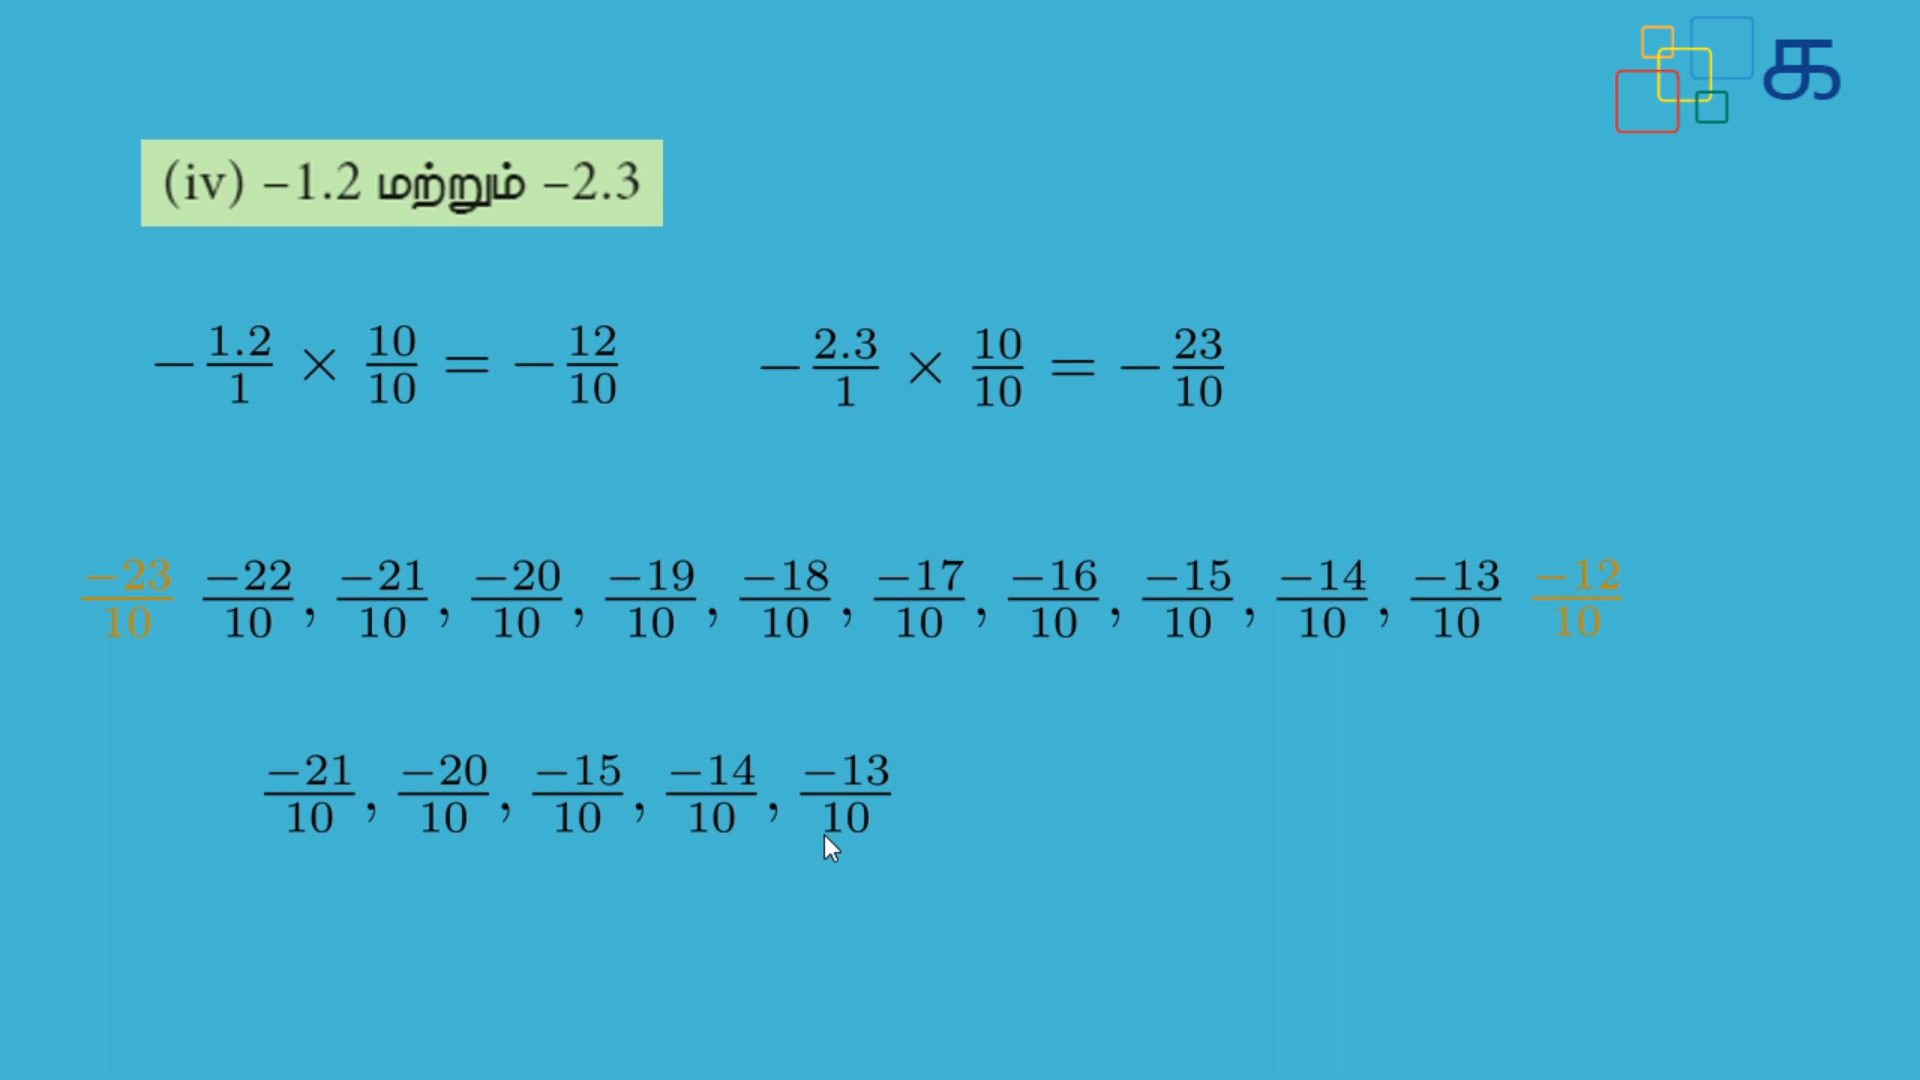 க
(iv) –1.2 மற்றும் –2.3
−1.2/1 × 10/10 = −12/10 −2.3/1 × 10/10 = −23/10
−23/10 −22/10, −21/10, −20/10, −19/10, −18/10, −17/10, −16/10, −15/10, −14/10, −13/10 −12/10
−21/10, −20/10, −15/10, −14/10, −13/10